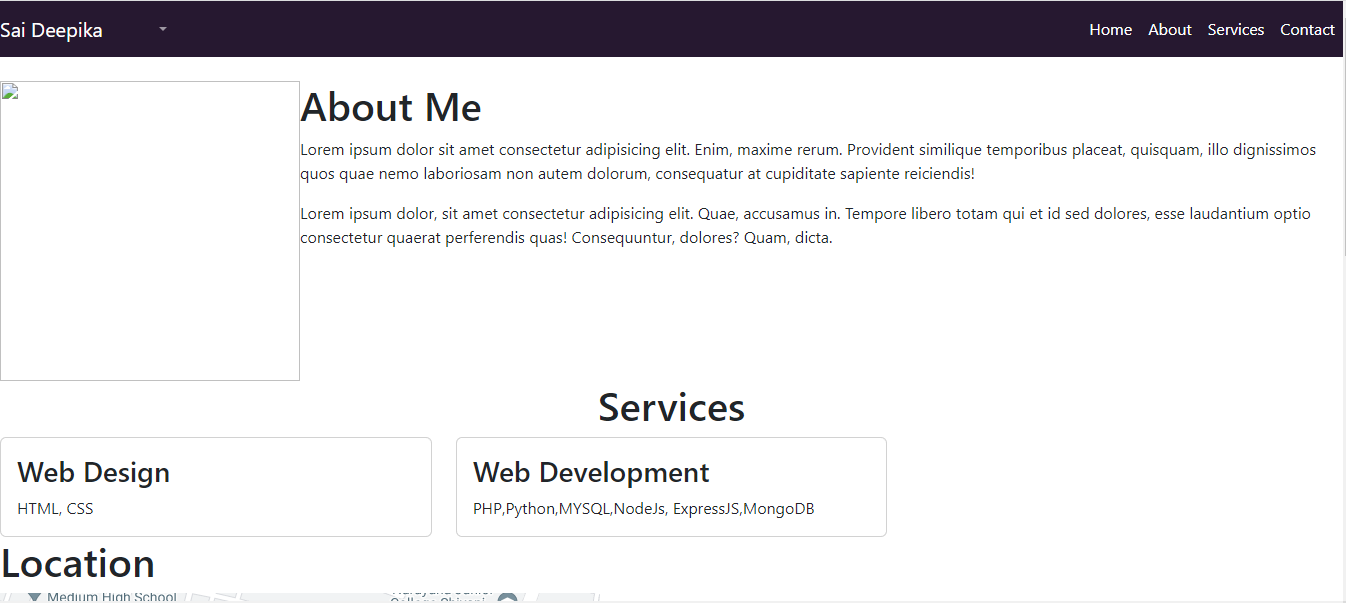 Sai Deepika
Home About Services Contact
About Me
Lorem ipsum dolor sit amet consectetur adipisicing elit. Enim, maxime rerum. Provident similique temporibus placeat, quisquam, illo dignissimos
quos quae nemo laboriosam non autem dolorum, consequatur at cupiditate sapiente reiciendis!
Lorem ipsum dolor, sit amet consectetur adipisicing elit. Quae, accusamus in. Tempore libero totam qui et id sed dolores, esse laudantium optio
consectetur quaerat perferendis quas! Consequuntur, dolores? Quam, dicta.
Services
Web Design
HTML, CSS
Web Development
PHP,Python,MYSQL,NodeJs, ExpressJS,MongoDB
Location
Medium High School